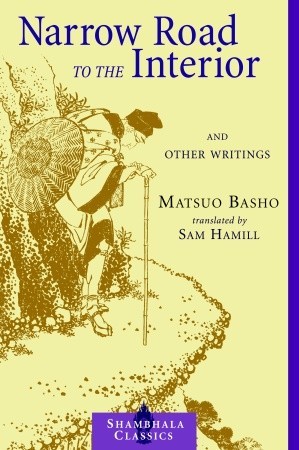 Narrow Road
TO THE Interior
AND
OTHER WRITINGS
MATSUO BASHO
translated by
SAM HAMILL
SHAMBHALA
CLASSICS